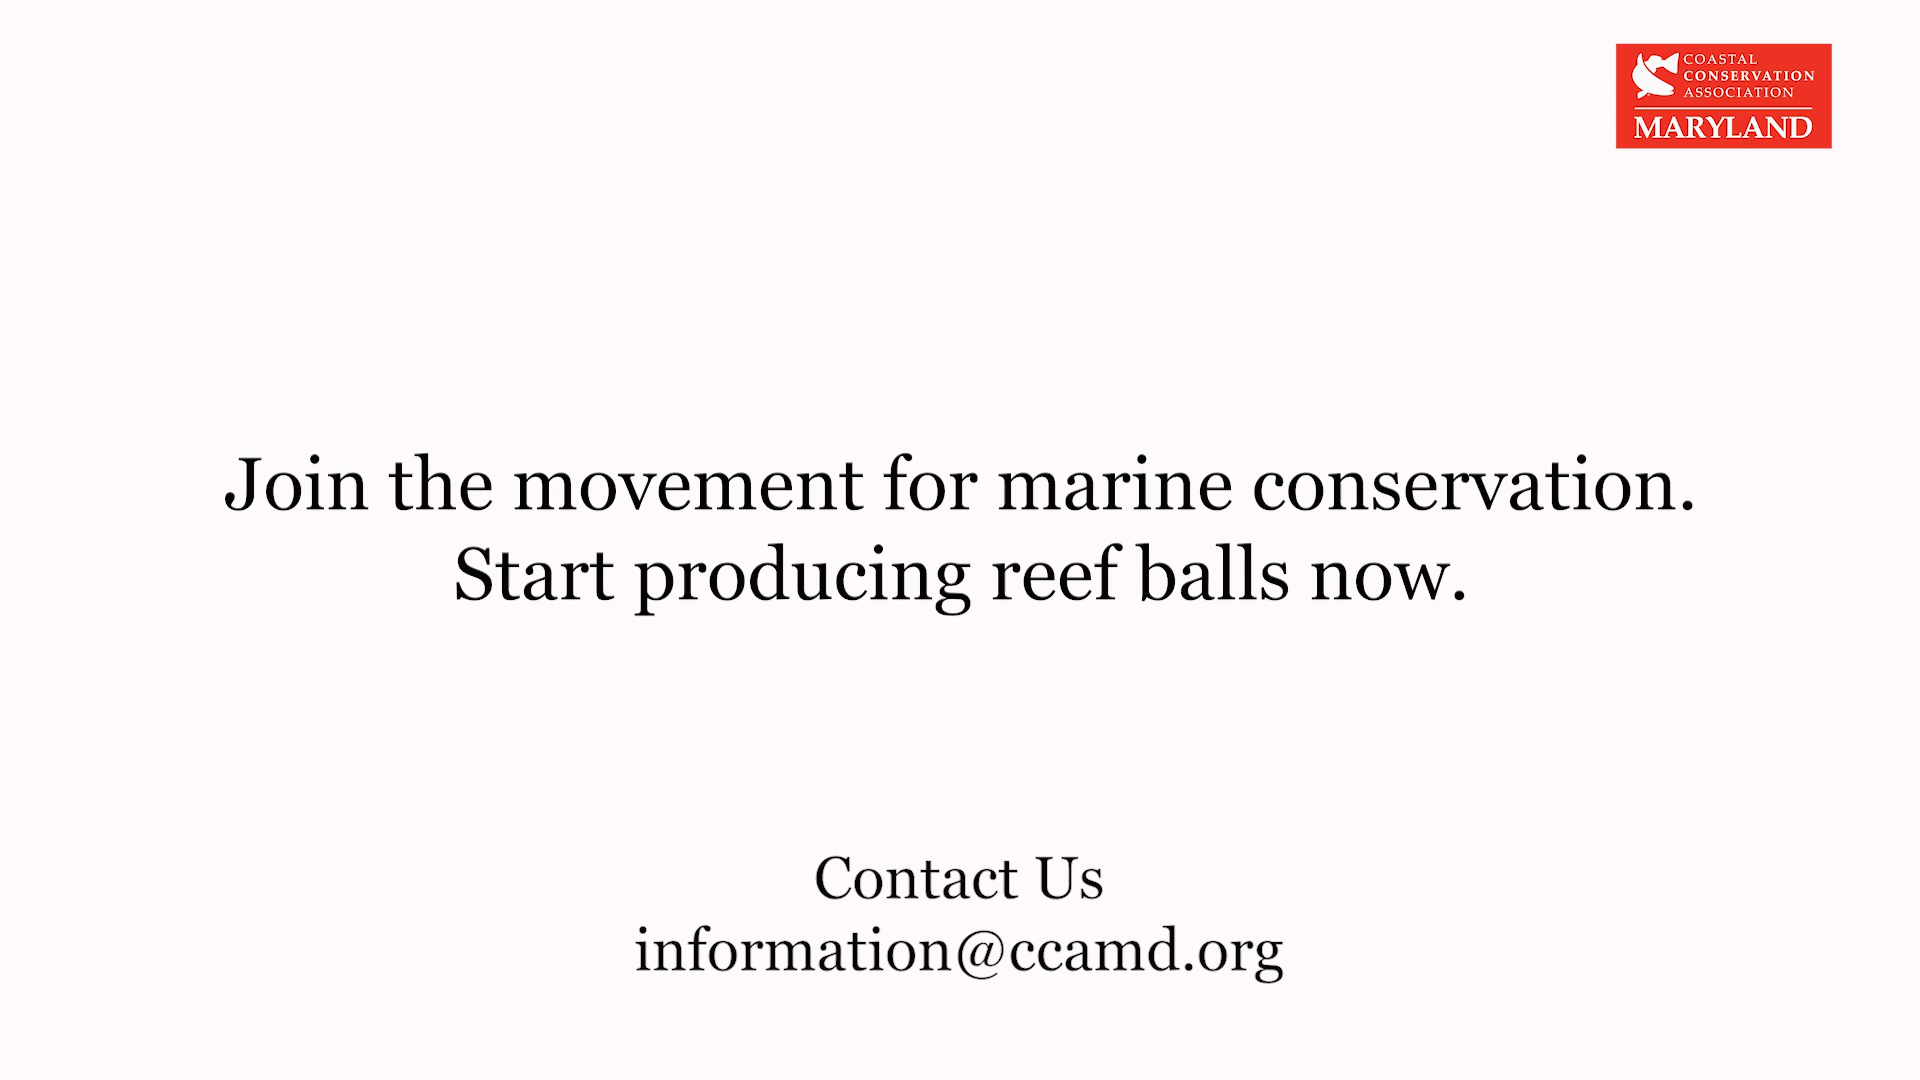 COASTAL
CONSERVATION
ASSOCIATION
MARYLAND
Join the movement for marine conservation.
Start producing reef balls now.
Contact Us
information@ccamd.org